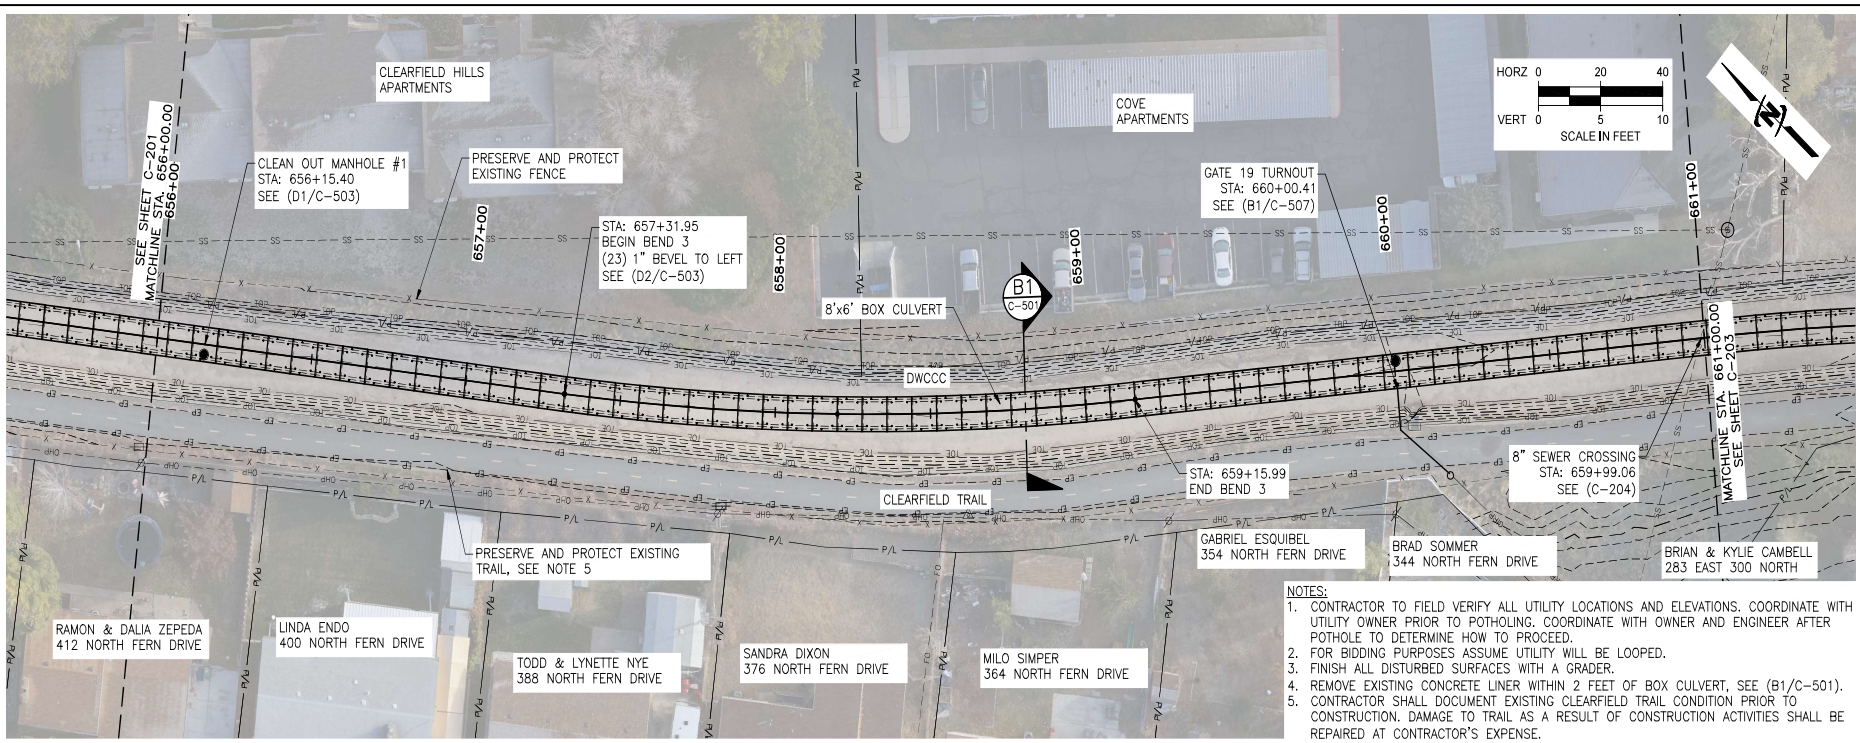 SEE SHEET C-201
MATCHLINE STA. 656+00.00
656+00
CLEARFIELD HILLS
APARTMENTS
CLEAN OUT MANHOLE #1
STA: 656+15.40
SEE (D1/C-503)
PRESERVE AND PROTECT
EXISTING FENCE
657+00
STA: 657+31.95
BEGIN BEND 3
(23) 1" BEVEL TO LEFT
SEE (D2/C-503)
658+00
8'x6' BOX CULVERT
COVE
APARTMENTS
B1
C-501
659+00
GATE 19 TURNOUT
STA: 660+00.41
SEE (B1/C-507)
660+00
HORZ 0 20 40
VERT 0 5 10
SCALE IN FEET
N
661+00
MATCHLINE STA. 661+00.00
SEE SHEET C-203
DWCCC
STA: 659+15.99
END BEND 3
8" SEWER CROSSING
STA: 659+99.06
SEE (C-204)
CLEARFIELD TRAIL
PRESERVE AND PROTECT EXISTING
TRAIL, SEE NOTE 5
RAMON & DALIA ZEPEDA
412 NORTH FERN DRIVE
LINDA ENDO
400 NORTH FERN DRIVE
TODD & LYNETTE NYE
388 NORTH FERN DRIVE
SANDRA DIXON
376 NORTH FERN DRIVE
MILO SIMPER
364 NORTH FERN DRIVE
GABRIEL ESQUIBEL
354 NORTH FERN DRIVE
BRAD SOMMER
344 NORTH FERN DRIVE
BRIAN & KYLIE CAMBELL
283 EAST 300 NORTH
NOTES:
1. CONTRACTOR TO FIELD VERIFY ALL UTILITY LOCATIONS AND ELEVATIONS. COORDINATE WITH
UTILITY OWNER PRIOR TO POTHOLING. COORDINATE WITH OWNER AND ENGINEER AFTER
POTHOLE TO DETERMINE HOW TO PROCEED.
2. FOR BIDDING PURPOSES ASSUME UTILITY WILL BE LOOPED.
3. FINISH ALL DISTURBED SURFACES WITH A GRADER.
4. REMOVE EXISTING CONCRETE LINER WITHIN 2 FEET OF BOX CULVERT, SEE (B1/C-501).
5. CONTRACTOR SHALL DOCUMENT EXISTING CLEARFIELD TRAIL CONDITION PRIOR TO
CONSTRUCTION. DAMAGE TO TRAIL AS A RESULT OF CONSTRUCTION ACTIVITIES SHALL BE
REPAIRED AT CONTRACTOR'S EXPENSE.